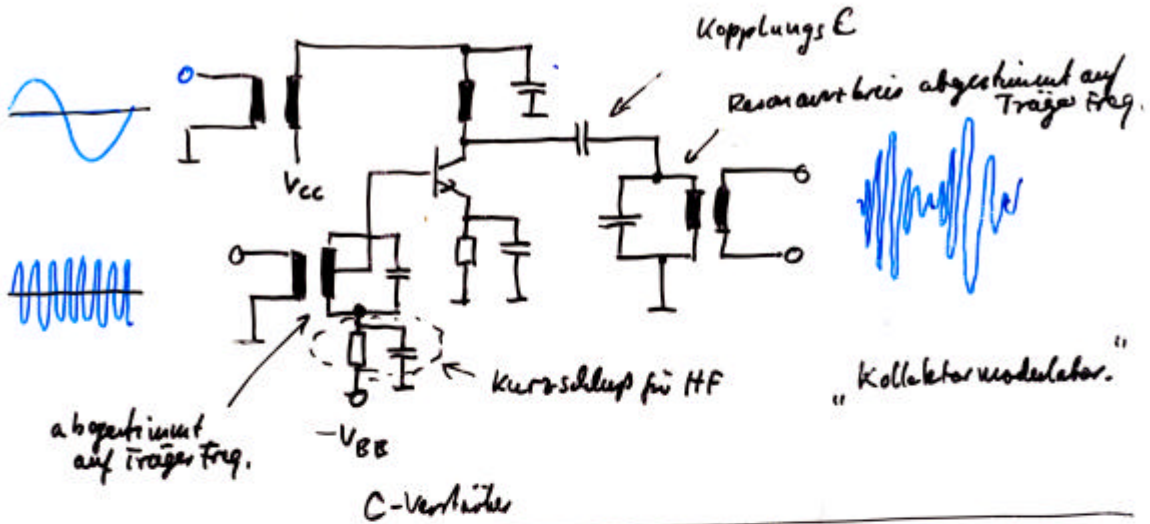 Kopplungs C
Resonanzkreis abgestimmt auf
Träger Freq.
Vcc
Kurzschluß für HF
„Kollektormodulator."
abgestimmt
auf Träger Freq.
-VBB
C-Verstärker